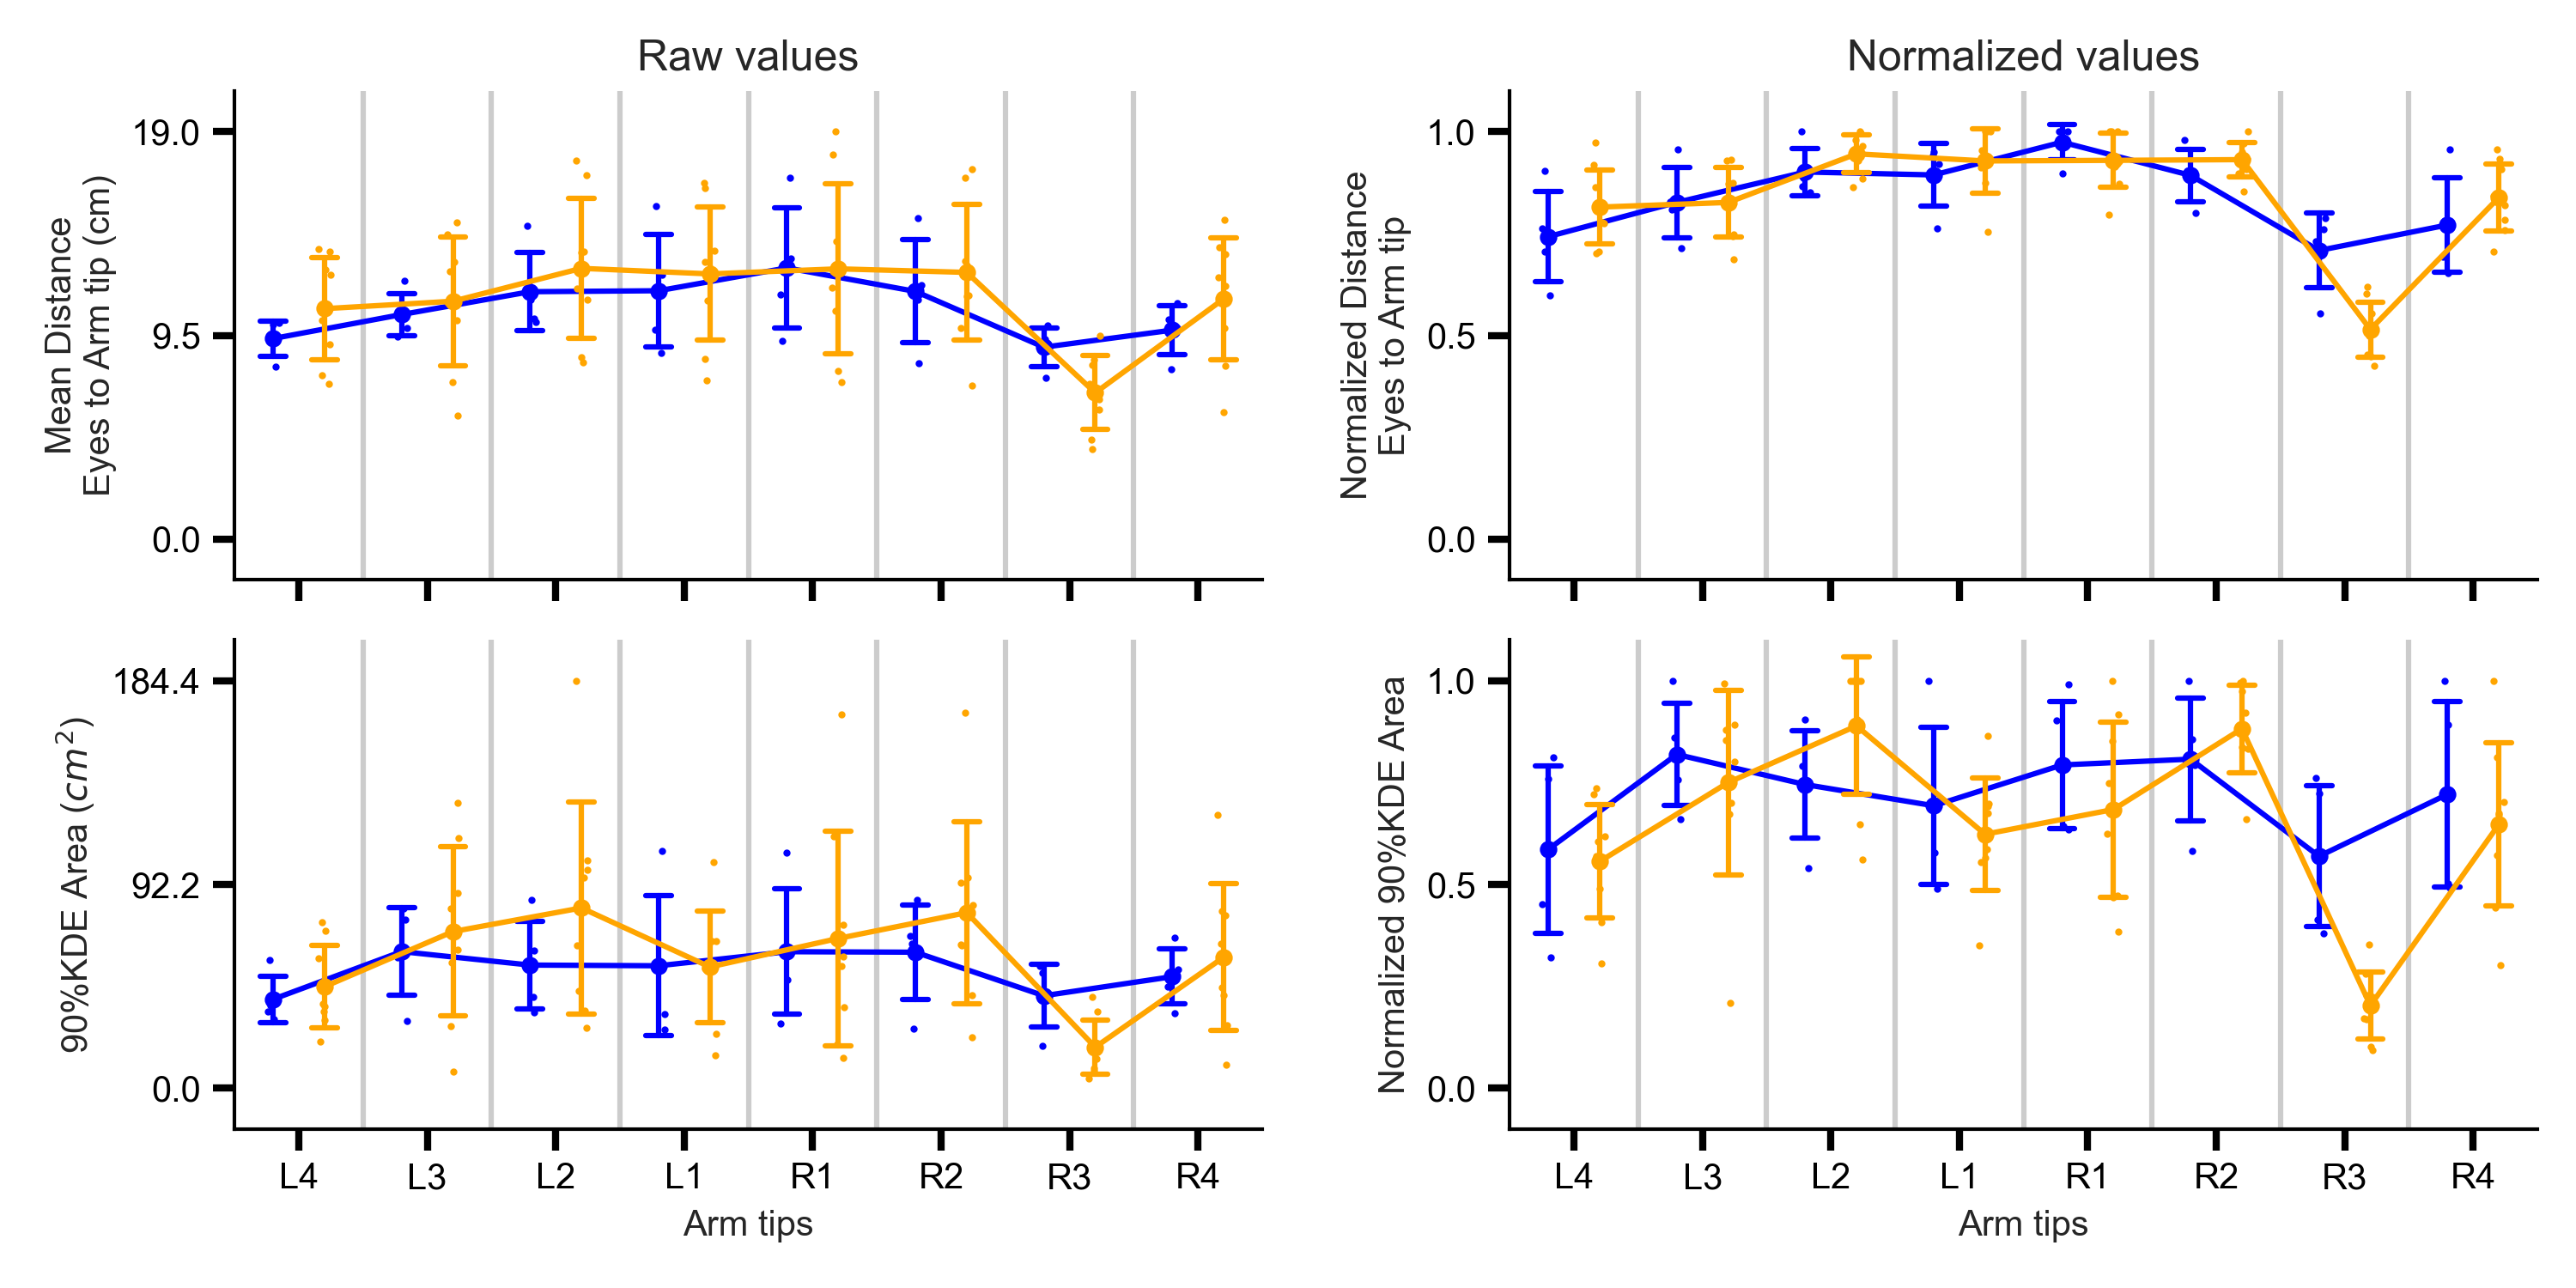 Raw values
Normalized values
19.0
9.5
0.0
Mean Distance
Eyes to Arm tip (cm)
1.0
0.5
0.0
Normalized Distance
Eyes to Arm tip
184.4
92.2
0.0
90%KDE Area (cm²)
L4 L3 L2 L1 R1 R2 R3 R4
Arm tips
1.0
0.5
0.0
Normalized 90%KDE Area
L4 L3 L2 L1 R1 R2 R3 R4
Arm tips